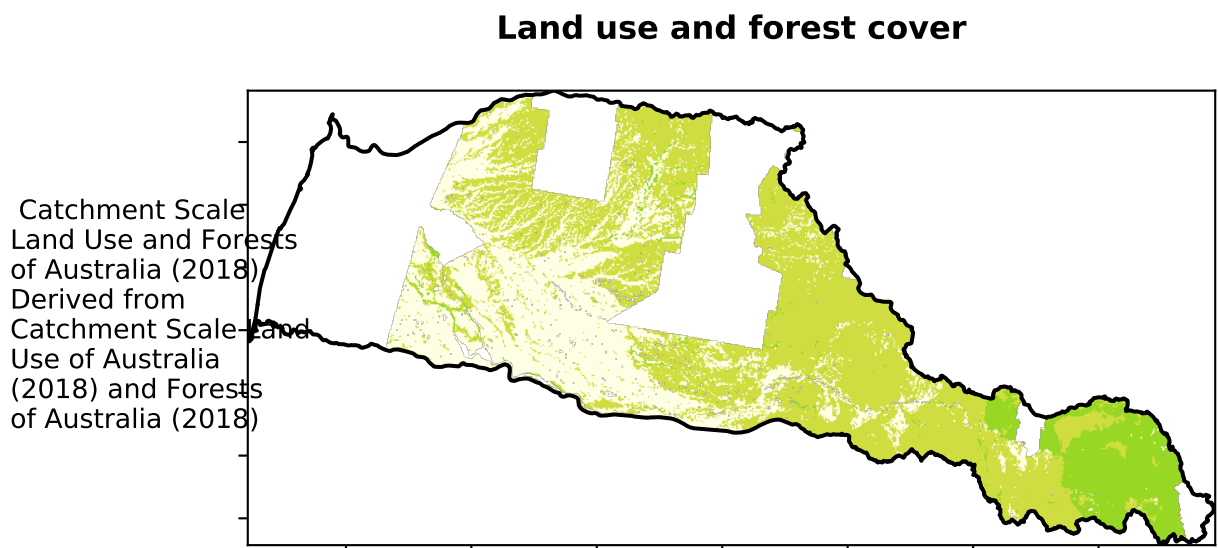 Land use and forest cover
Catchment Scale
Land Use and Forests
of Australia (2018)
Derived from
Catchment Scale Land
Use of Australia
(2018) and Forests
of Australia (2018)